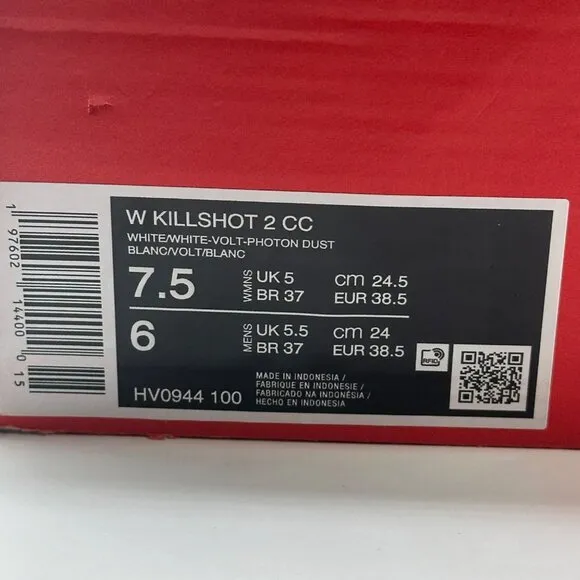 W KILLSHOT 2 CC
WHITE/WHITE-VOLT-PHOTON DUST
BLANC/VOLT/BLANC
7.5 WMNS UK 5 cm 24.5
BR 37 EUR 38.5
6 MENS UK 5.5 cm 24
BR 37 EUR 38.5
RFID
MADE IN INDONESIA /
FABRIQUE EN INDONESIE /
FABRICADO NA INDONÉSIA /
HECHO EN INDONESIA
HV0944 100
1 97602 14400 0 15